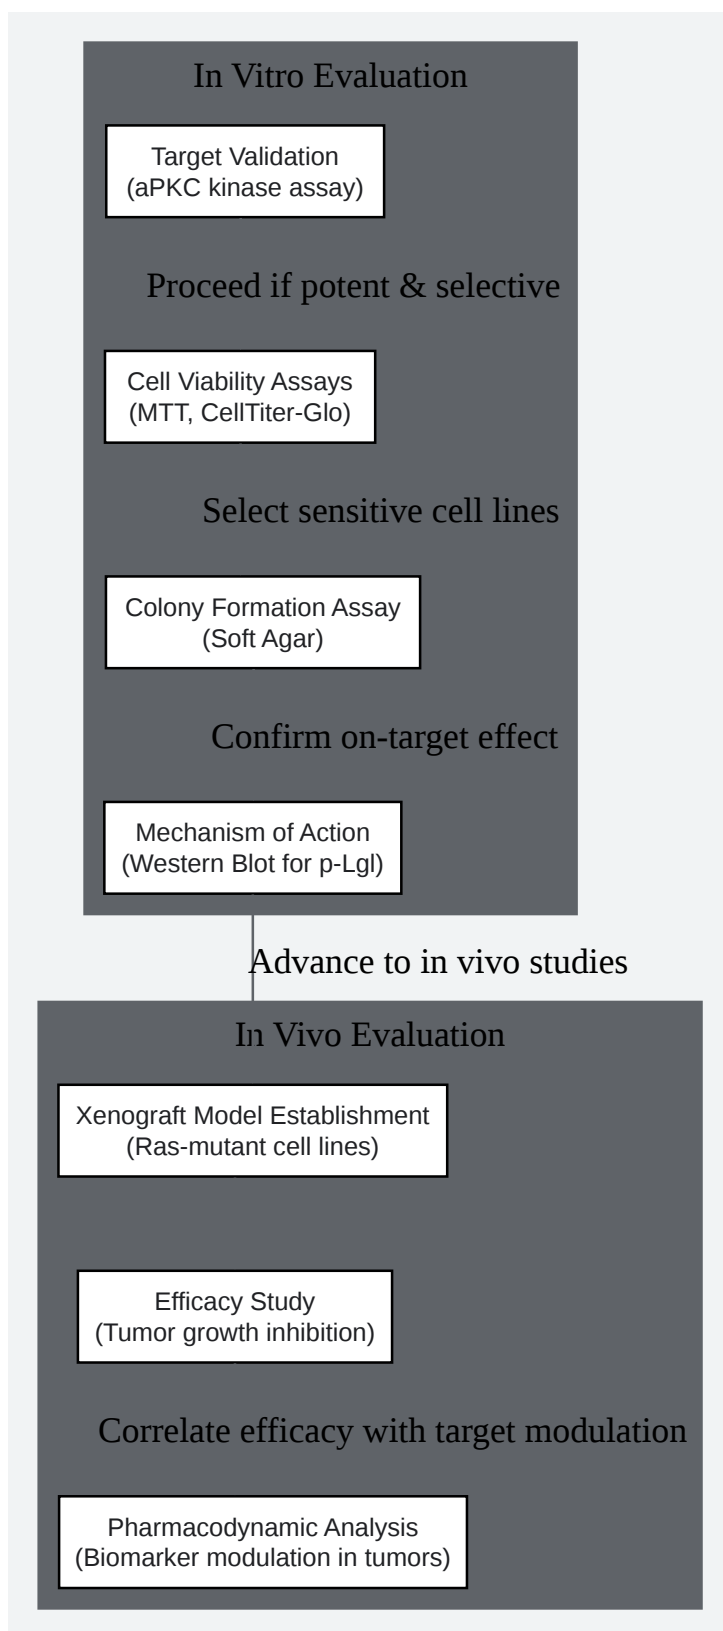 In Vitro Evaluation
Target Validation
(aPKC kinase assay)
Proceed if potent & selective
Cell Viability Assays
(MTT, CellTiter-Glo)
Select sensitive cell lines
Colony Formation Assay
(Soft Agar)
Confirm on-target effect
Mechanism of Action
(Western Blot for p-Lgl)
Advance to in vivo studies
In Vivo Evaluation
Xenograft Model Establishment
(Ras-mutant cell lines)
Efficacy Study
(Tumor growth inhibition)
Correlate efficacy with target modulation
Pharmacodynamic Analysis
(Biomarker modulation in tumors)